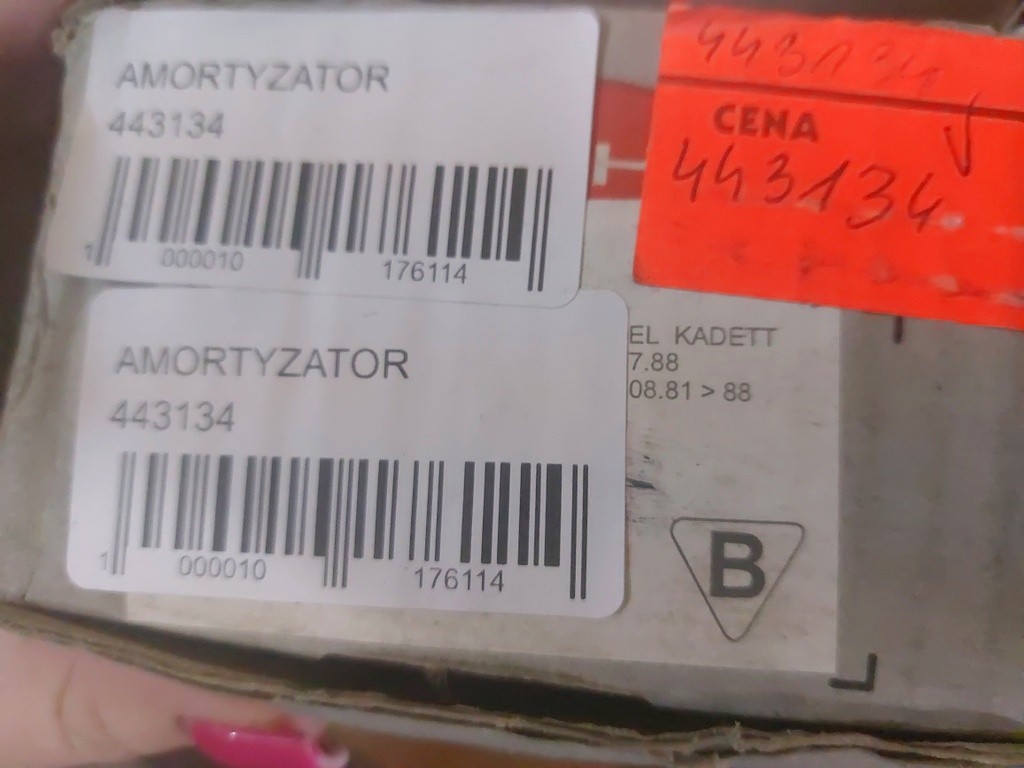 AMORTYZATOR
443134
1 000010 176114
443134
CENA
443134
EL KADETT
7.88
08.81 > 88
AMORTYZATOR
443134
1 000010 176114
B